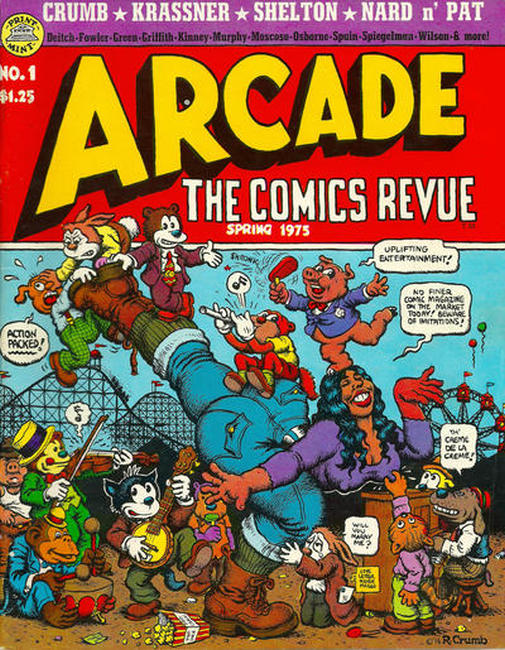 CRUMB ★ KRASSNER ★ SHELTON ★ NARD n' PAT
Deitch-Fowler-Green-Griffith-Kinney-Murphy-Moscoso-Osborne-Spain-Spiegelman-Wilson-& more!
PRINT
MINT
NO. 1
$1.25
ARCADE
THE COMICS REVUE
SPRING 1975
UPLIFTING
ENTERTAINMENT!
NO FINER
COMIC MAGAZINE
ON THE MARKET
TODAY! BEWARE
OF IMITATIONS!
ACTION
PACKED!
TH'
CREME
DE LA
CREME!
WILL
YOU
MARRY
ME?
R. Crumb